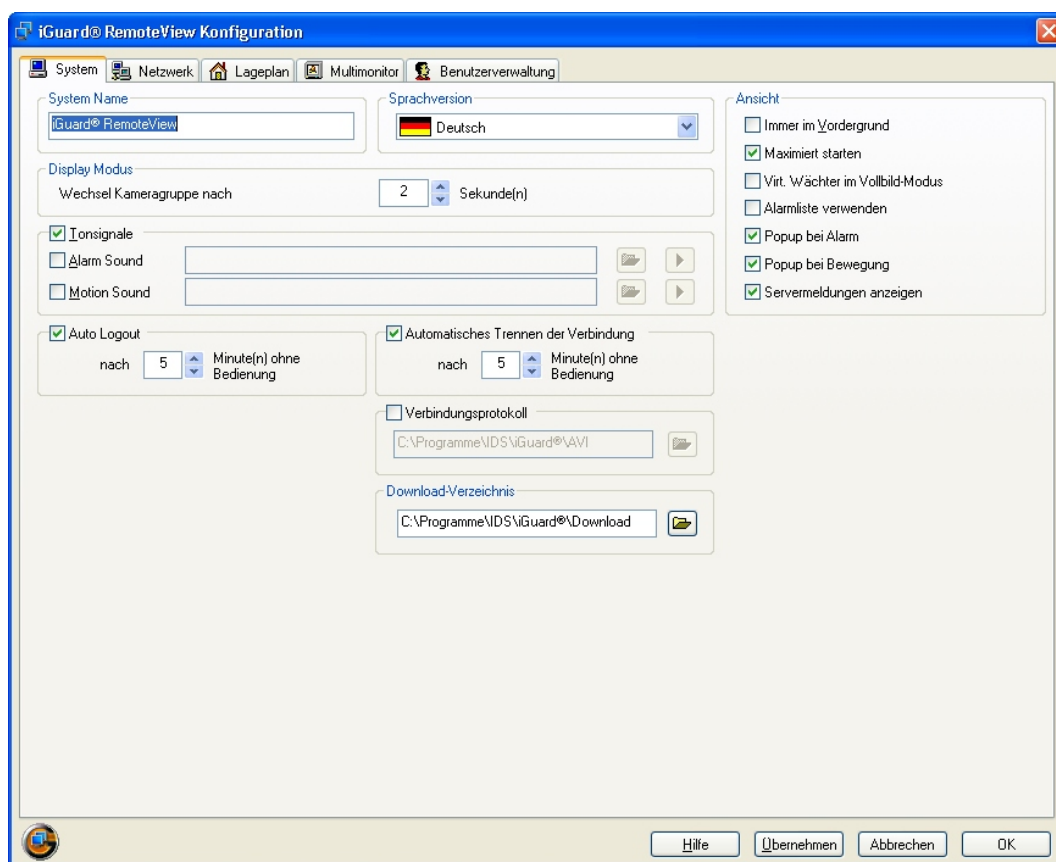 iGuard® RemoteView Konfiguration
System
Netzwerk
Lageplan
Multimonitor
Benutzerverwaltung
System Name
iGuard® RemoteView
Sprachversion
Deutsch
Display Modus
Wechsel Kameragruppe nach 2 Sekunde(n)
Tonsignale
Alarm Sound
Motion Sound
Auto Logout
nach 5 Minute(n) ohne
Bedienung
Automatisches Trennen der Verbindung
nach 5 Minute(n) ohne
Bedienung
Verbindungsprotokoll
C:\Programme\IDS\iGuard®\AVI
Download-Verzeichnis
C:\Programme\IDS\iGuard®\Download
Ansicht
Immer im Vordergrund
Maximiert starten
Virt. Wächter im Vollbild-Modus
Alarmliste verwenden
Popup bei Alarm
Popup bei Bewegung
Servermeldungen anzeigen
Hilfe
Übernehmen
Abbrechen
OK